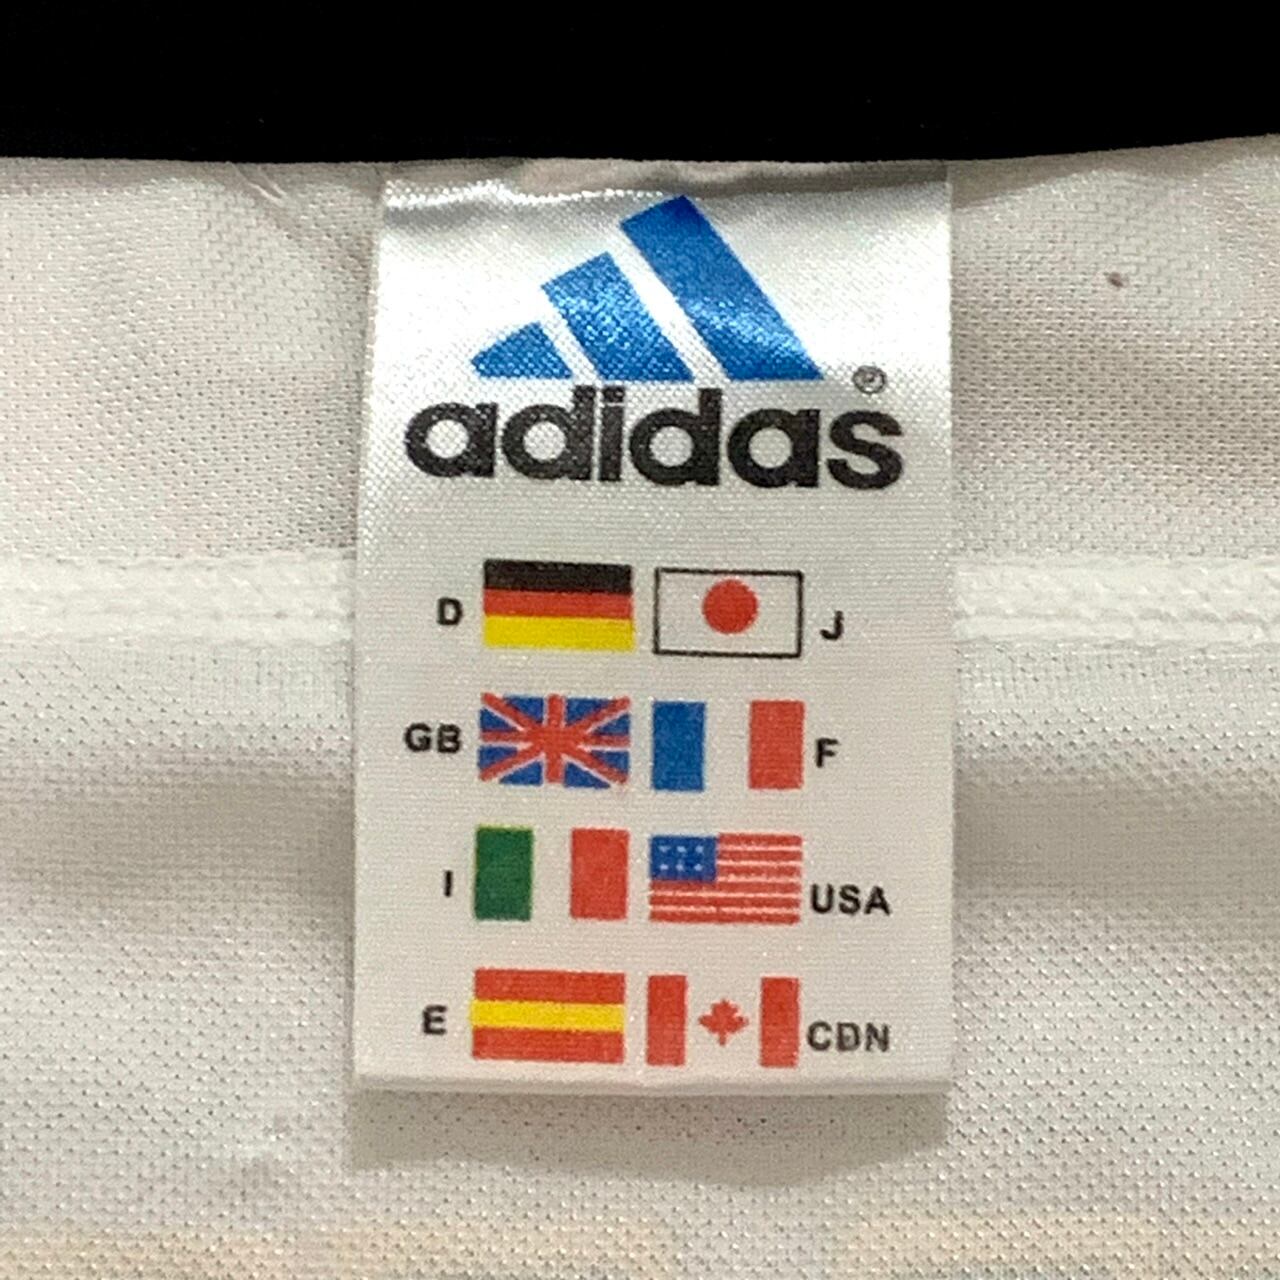 adidas®
D J
GB F
I USA
E CDN